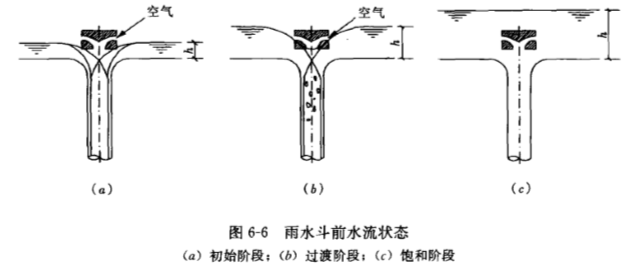 空气
空气
h
h
h
(a)
(b)
(c)
图 6-6 雨水斗前水流状态
(a) 初始阶段；(b) 过渡阶段；(c) 饱和阶段